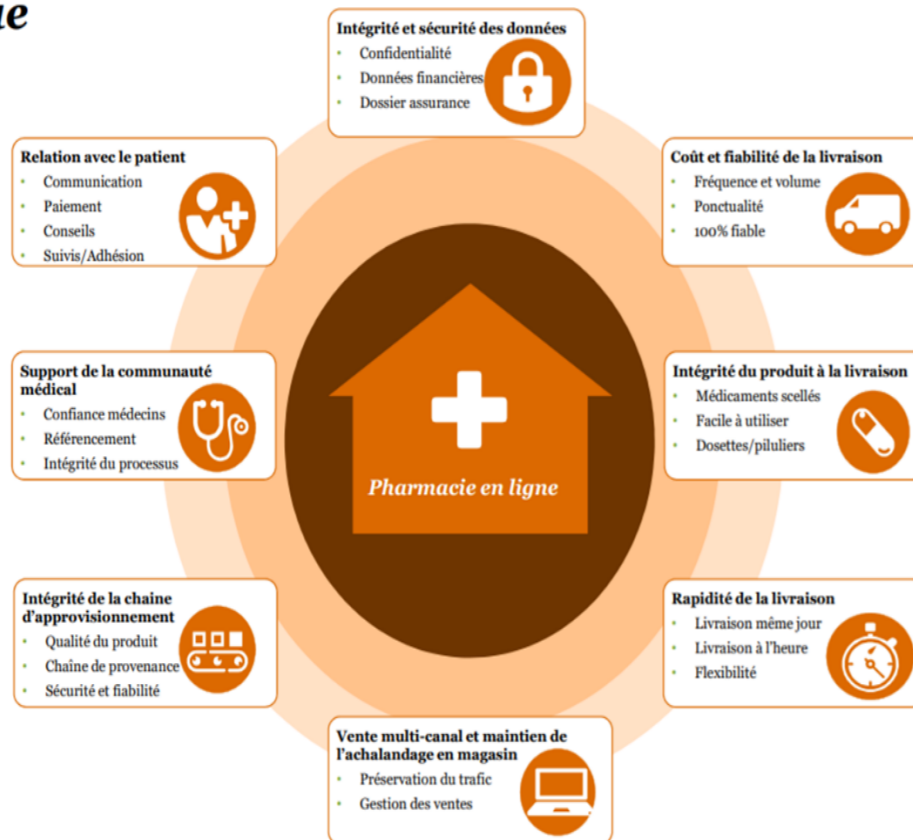 Intégrité et sécurité des données
• Confidentialité
• Données financières
• Dossier assurance
Relation avec le patient
• Communication
• Paiement
• Conseils
• Suivis/Adhésion
Coût et fiabilité de la livraison
• Fréquence et volume
• Ponctualité
• 100% fiable
Support de la communauté
médical
• Confiance médecins
• Référencement
• Intégrité du processus
Pharmacie en ligne
Intégrité du produit à la livraison
• Médicaments scellés
• Facile à utiliser
• Dosettes/piluliers
Intégrité de la chaine
d'approvisionnement
• Qualité du produit
• Chaîne de provenance
• Sécurité et fiabilité
Rapidité de la livraison
• Livraison même jour
• Livraison à l'heure
• Flexibilité
Vente multi-canal et maintien de
l'achalandage en magasin
• Préservation du trafic
• Gestion des ventes